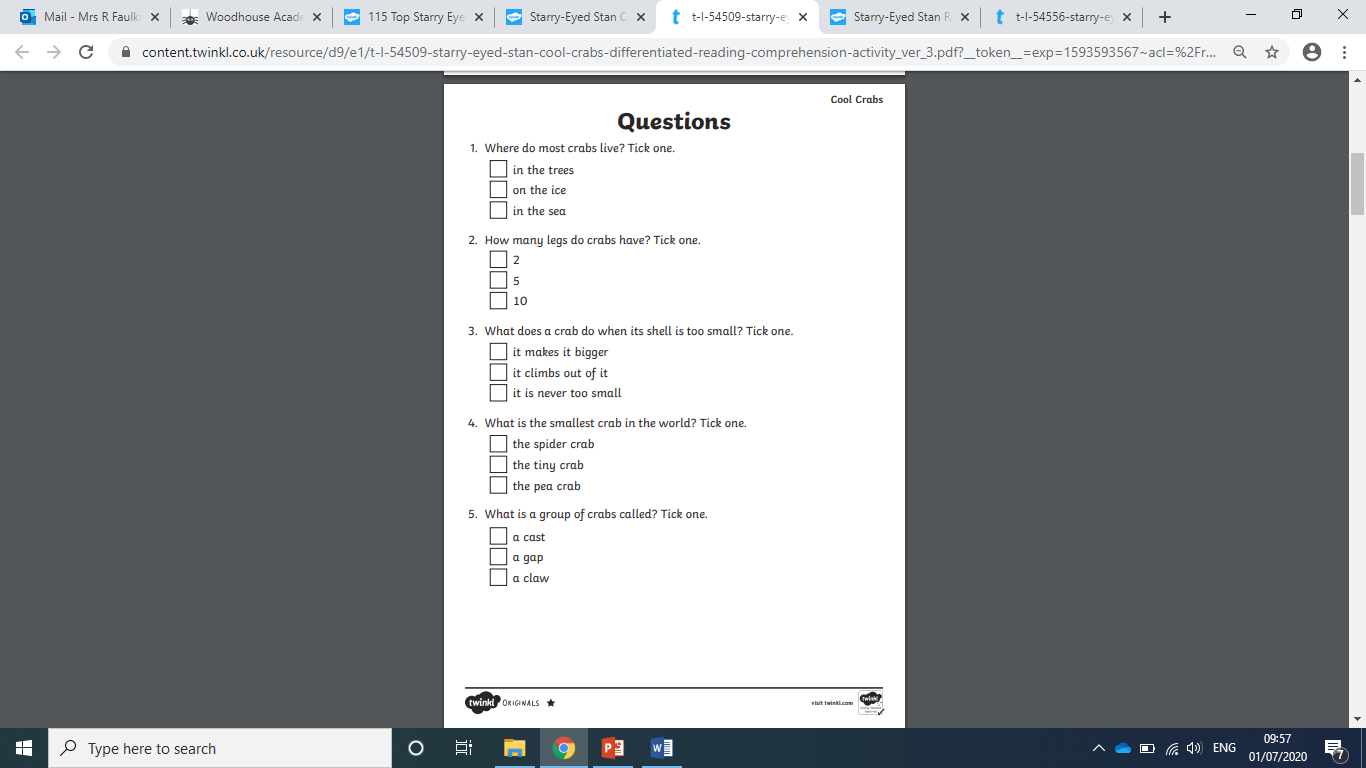 Mail - Mrs R Faulk
Woodhouse Acade
115 Top Starry Eye
Starry-Eyed Stan C
t-l-54509-starry-ey
Starry-Eyed Stan R
t-l-54556-starry-ey
content.twinkl.co.uk/resource/d9/e1/t-l-54509-starry-eyed-stan-cool-crabs-differentiated-reading-comprehension-activity_ver_3.pdf?__token__=exp=1593593567~acl=%2Fr...
Cool Crabs
Questions
1. Where do most crabs live? Tick one.
in the trees
on the ice
in the sea
2. How many legs do crabs have? Tick one.
2
5
10
3. What does a crab do when its shell is too small? Tick one.
it makes it bigger
it climbs out of it
it is never too small
4. What is the smallest crab in the world? Tick one.
the spider crab
the tiny crab
the pea crab
5. What is a group of crabs called? Tick one.
a cast
a gap
a claw
twinkl ORIGINALS
visit twinkl.com
twinkl
Type here to search
ENG
09:57
01/07/2020
7